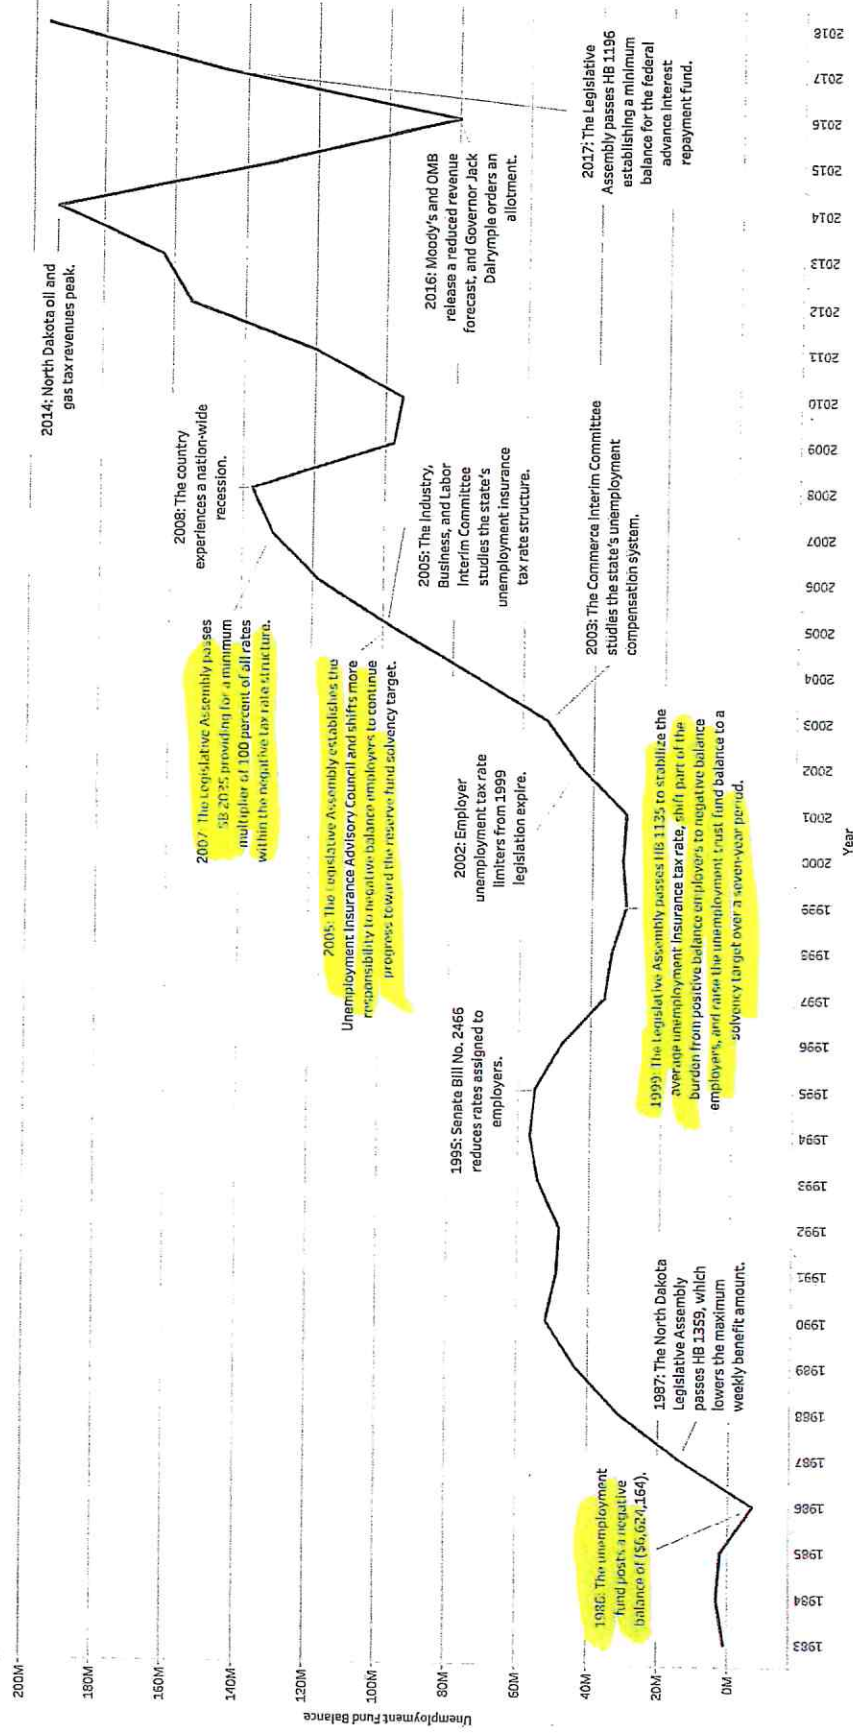 Unemployment Fund Balance
200M
180M
160M
140M
120M
100M
80M
60M
40M
20M
0M
1986: The unemployment
fund posts a negative
balance of ($6,624,164).
1987: The North Dakota
Legislative Assembly
passes HB 1359, which
lowers the maximum
weekly benefit amount.
1995: Senate Bill No. 2466
reduces rates assigned to
employers.
1999: The Legislative Assembly passes HB 1135 to stabilize the
average unemployment insurance tax rate, shift part of the
burden from positive balance employers to negative balance
employers, and raise the unemployment trust fund balance to a
solvency target over a seven-year period.
2002: Employer
unemployment tax rate
limiters from 1999
legislation expire.
2003: The Commerce Interim Committee
studies the state's unemployment
compensation system.
2005: The Legislative Assembly establishes the
Unemployment Insurance Advisory Council and shifts more
responsibility to negative balance employers to continue
progress toward the reserve fund solvency target.
2005: The Industry,
Business, and Labor
Interim Committee
studies the state's
unemployment insurance
tax rate structure.
2007: The Legislative Assembly passes
SB 2035 providing for a minimum
multiplier of 100 percent of all rates
within the negative tax rate structure.
2008: The country
experiences a nation-wide
recession.
2014: North Dakota oil and
gas tax revenues peak.
2016: Moody's and OMB
release a reduced revenue
forecast, and Governor Jack
Dalrymple orders an
allotment.
2017: The Legislative
Assembly passes HB 1196
establishing a minimum
balance for the federal
advance interest
repayment fund.
1983
1984
1985
1986
1987
1988
1989
1990
1991
1992
1993
1994
1995
1996
1997
1998
1999
2000
2001
2002
2003
2004
2005
2006
2007
2008
2009
2010
2011
2012
2013
2014
2015
2016
2017
2018
Year